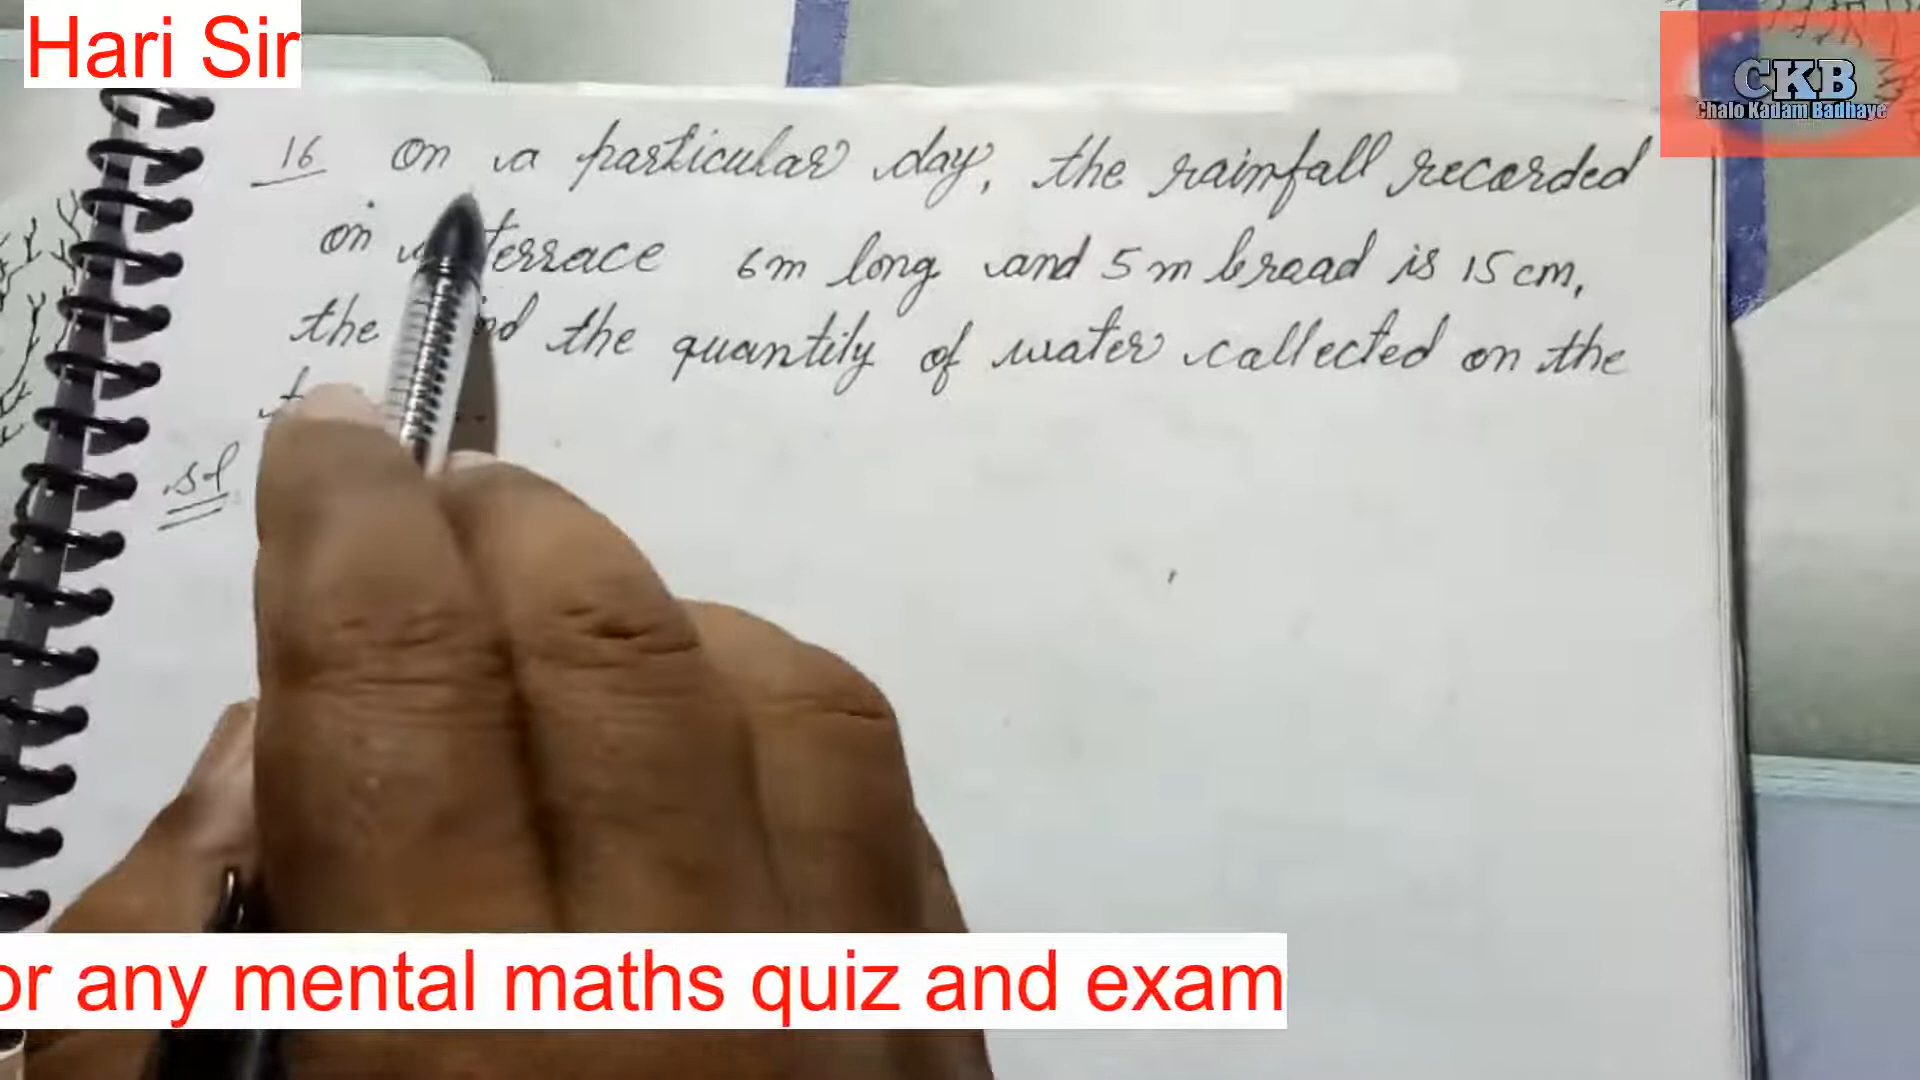 Hari Sir
CKB
Chalo Kadam Badhaye
16 On a particular day, the rainfall recorded
on terrace 6m long and 5m broad is 15cm,
the the quantity of water collected on the
Sol
or any mental maths quiz and exam